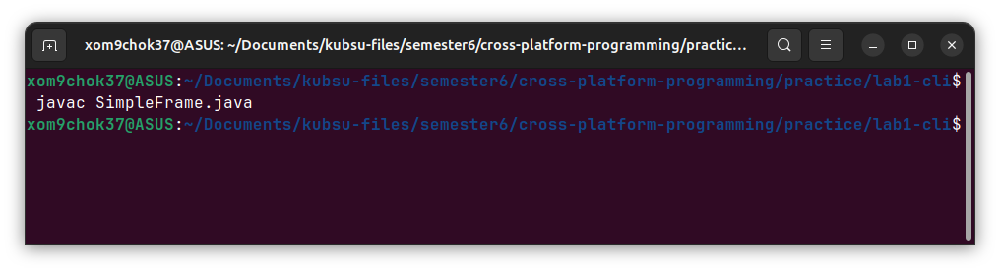 xom9chok37@ASUS: ~/Documents/kubsu-files/semester6/cross-platform-programming/practic…
xom9chok37@ASUS:~/Documents/kubsu-files/semester6/cross-platform-programming/practice/lab1-cli$
javac SimpleFrame.java
xom9chok37@ASUS:~/Documents/kubsu-files/semester6/cross-platform-programming/practice/lab1-cli$